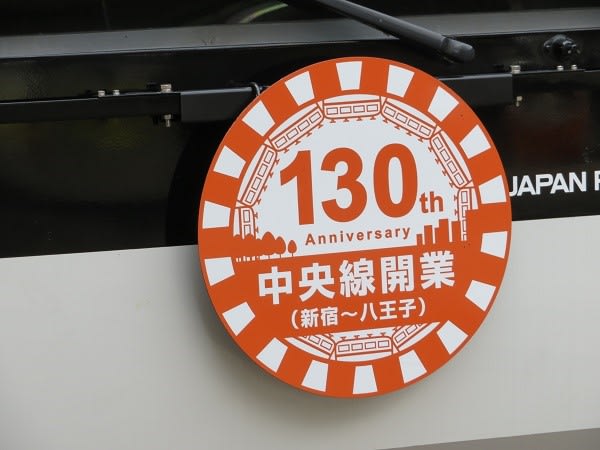 130th
Anniversary
中央線開業
（新宿～八王子）
JAPAN